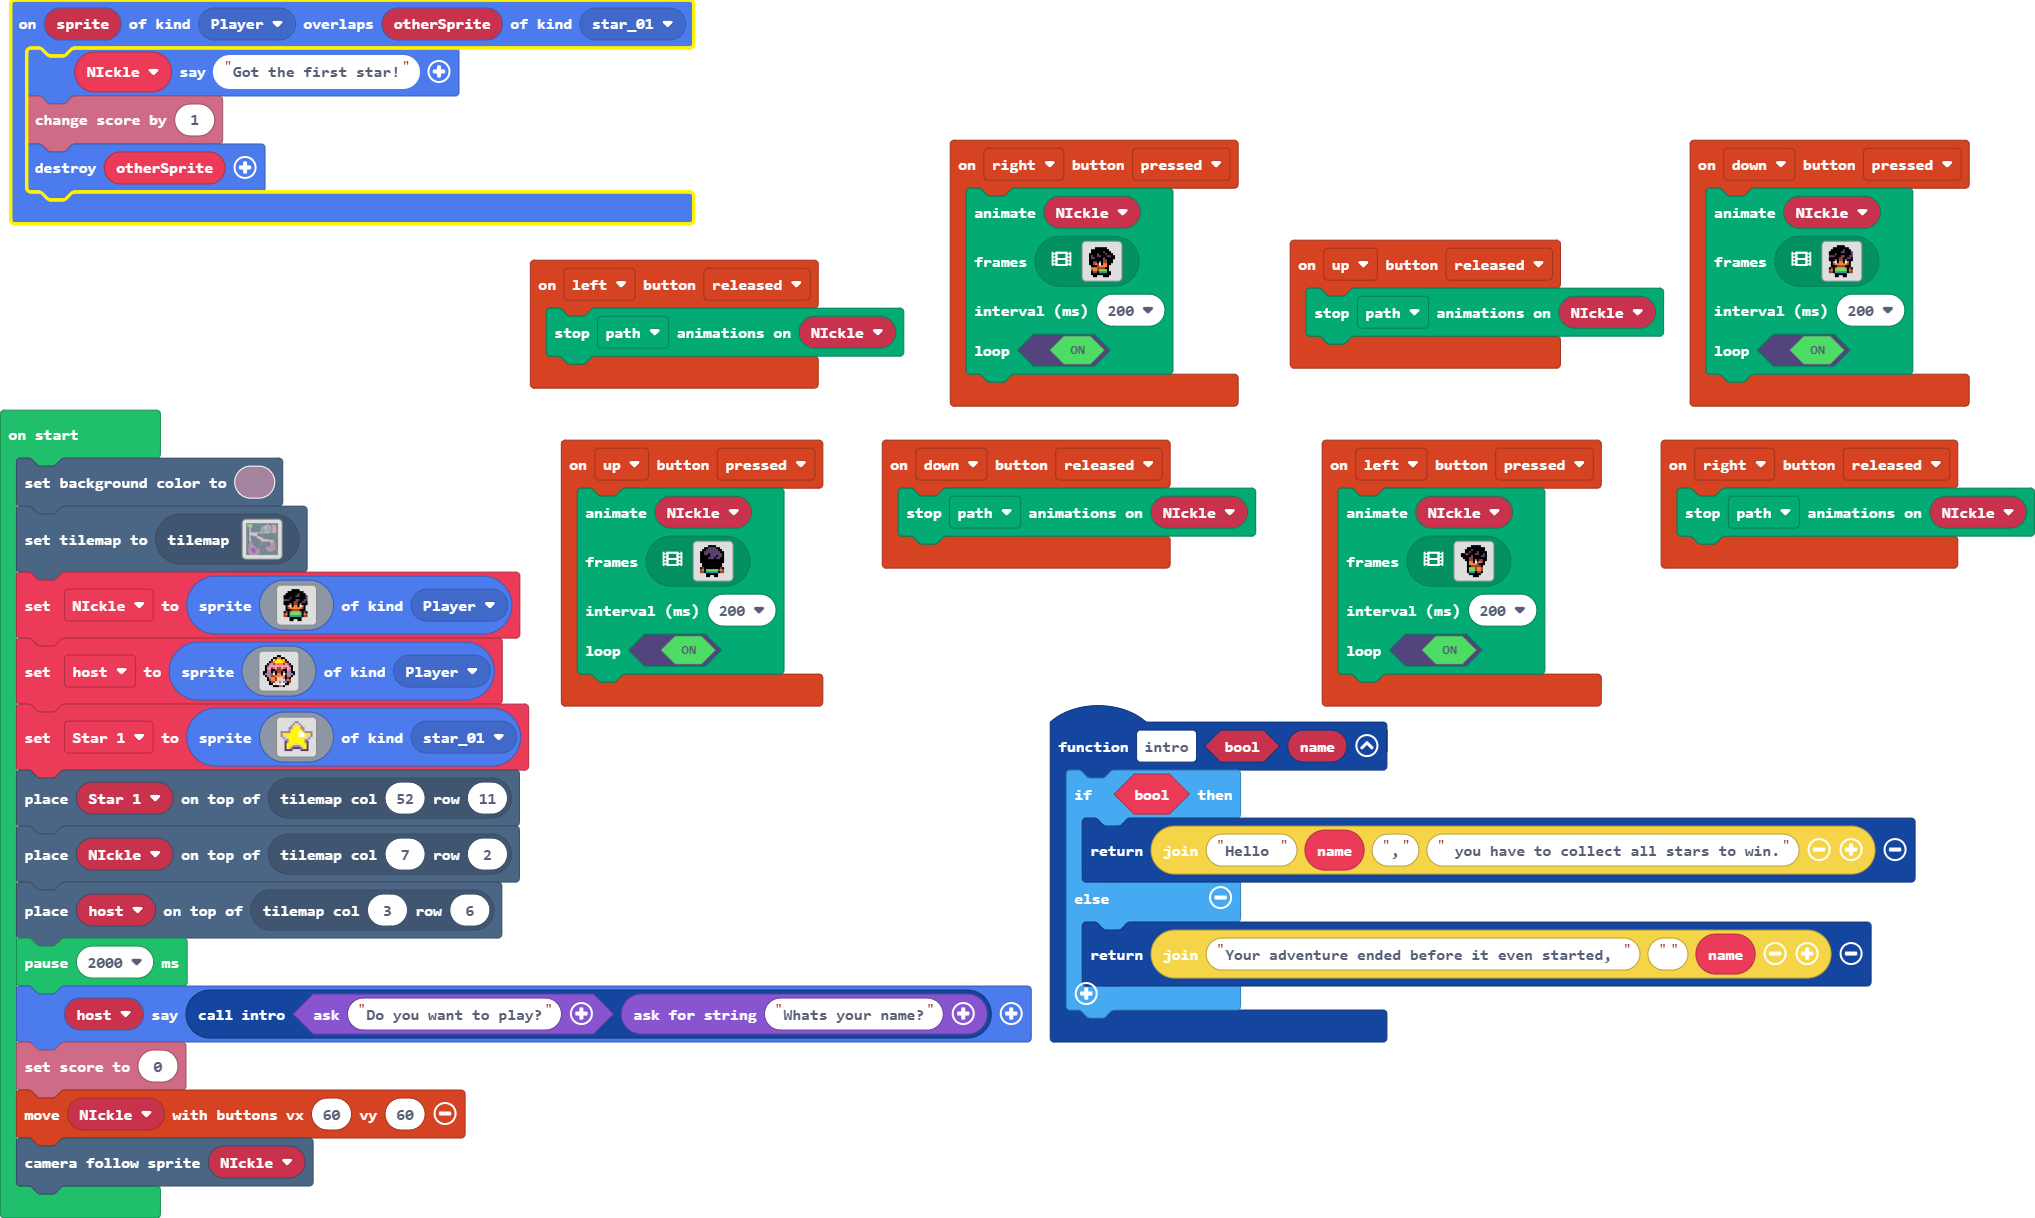 on sprite of kind Player overlaps otherSprite of kind star_01
NIckle say "Got the first star!"
change score by 1
destroy otherSprite
on left button released
stop path animations on NIckle
on right button pressed
animate NIckle
frames
interval (ms) 200
loop ON
on up button released
stop path animations on NIckle
on down button pressed
animate NIckle
frames
interval (ms) 200
loop ON
on start
set background color to
set tilemap to tilemap
set NIckle to sprite of kind Player
set host to sprite of kind Player
set Star 1 to sprite of kind star_01
place Star 1 on top of tilemap col 52 row 11
place NIckle on top of tilemap col 7 row 2
place host on top of tilemap col 3 row 6
pause 2000 ms
host say call intro ask "Do you want to play?" ask for string "Whats your name?"
set score to 0
move NIckle with buttons vx 60 vy 60
camera follow sprite NIckle
on up button pressed
animate NIckle
frames
interval (ms) 200
loop ON
on down button released
stop path animations on NIckle
on left button pressed
animate NIckle
frames
interval (ms) 200
loop ON
on right button released
stop path animations on NIckle
function intro bool name
if bool then
return join "Hello " name "," " you have to collect all stars to win."
else
return join "Your adventure ended before it even started, " "" name